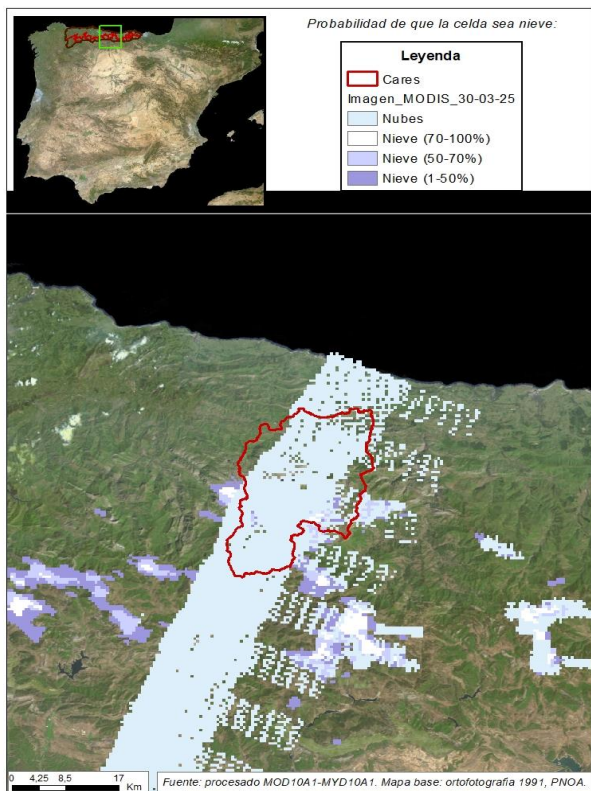 Probabilidad de que la celda sea nieve:
Leyenda
Cares
Imagen_MODIS_30-03-25
Nubes
Nieve (70-100%)
Nieve (50-70%)
Nieve (1-50%)
0 4,25 8,5 17
Km
Fuente: procesado MOD10A1-MYD10A1. Mapa base: ortofotografia 1991, PNOA.